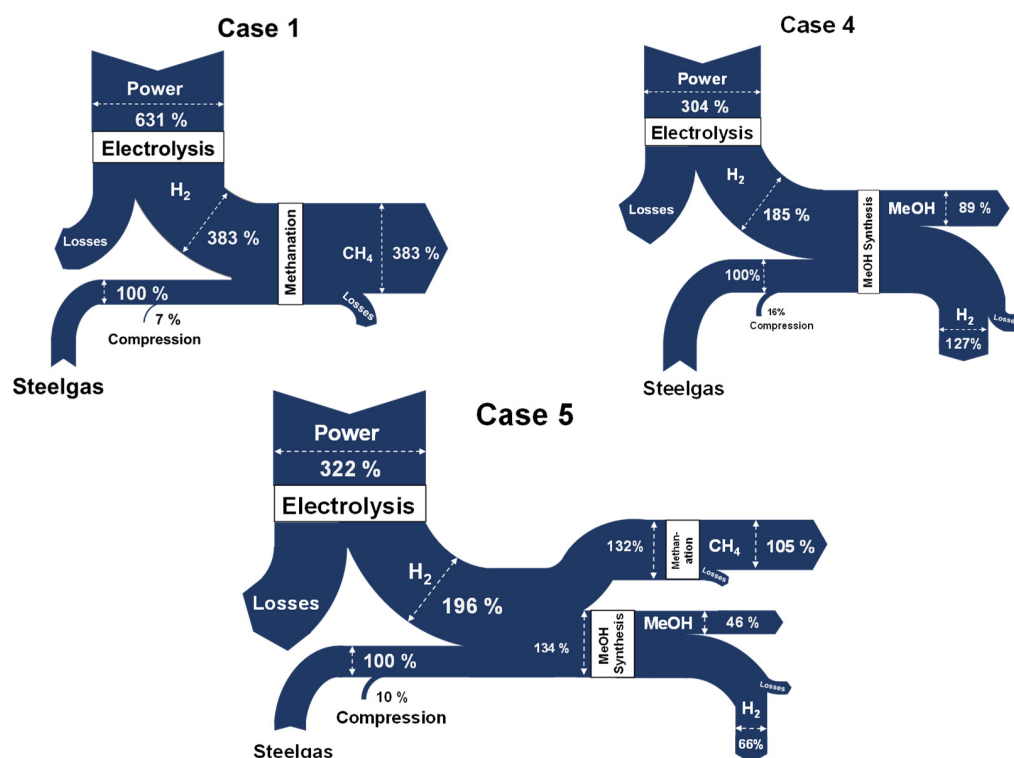 Case 1
Power
631 %
Electrolysis
H2
383 %
Losses
Methanation
CH4
383 %
Losses
100 %
7 %
Compression
Steelgas
Case 4
Power
304 %
Electrolysis
H2
185 %
Losses
MeOH Synthesis
MeOH
89 %
100%
16%
Compression
Losses
H2
127%
Steelgas
Case 5
Power
322 %
Electrolysis
H2
196 %
Losses
132%
Methan-
ation
CH4
105 %
Losses
134 %
MeOH
Synthesis
MeOH
46 %
100 %
10 %
Compression
Losses
H2
66%
Steelgas